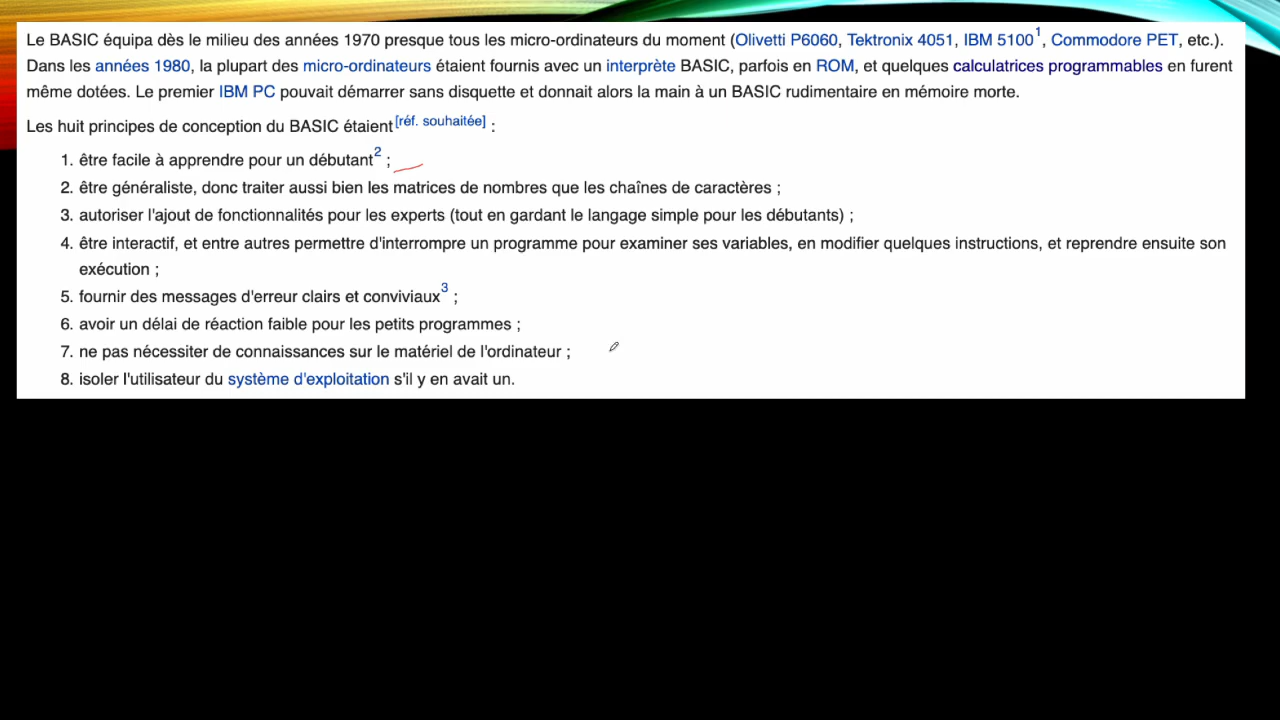 Le BASIC équipa dès le milieu des années 1970 presque tous les micro-ordinateurs du moment (Olivetti P6060, Tektronix 4051, IBM 5100¹, Commodore PET, etc.).
Dans les années 1980, la plupart des micro-ordinateurs étaient fournis avec un interprète BASIC, parfois en ROM, et quelques calculatrices programmables en furent
même dotées. Le premier IBM PC pouvait démarrer sans disquette et donnait alors la main à un BASIC rudimentaire en mémoire morte.
Les huit principes de conception du BASIC étaient[réf. souhaitée] :
1. être facile à apprendre pour un débutant² ;
2. être généraliste, donc traiter aussi bien les matrices de nombres que les chaînes de caractères ;
3. autoriser l'ajout de fonctionnalités pour les experts (tout en gardant le langage simple pour les débutants) ;
4. être interactif, et entre autres permettre d'interrompre un programme pour examiner ses variables, en modifier quelques instructions, et reprendre ensuite son
exécution ;
5. fournir des messages d'erreur clairs et conviviaux³ ;
6. avoir un délai de réaction faible pour les petits programmes ;
7. ne pas nécessiter de connaissances sur le matériel de l'ordinateur ;
8. isoler l'utilisateur du système d'exploitation s'il y en avait un.